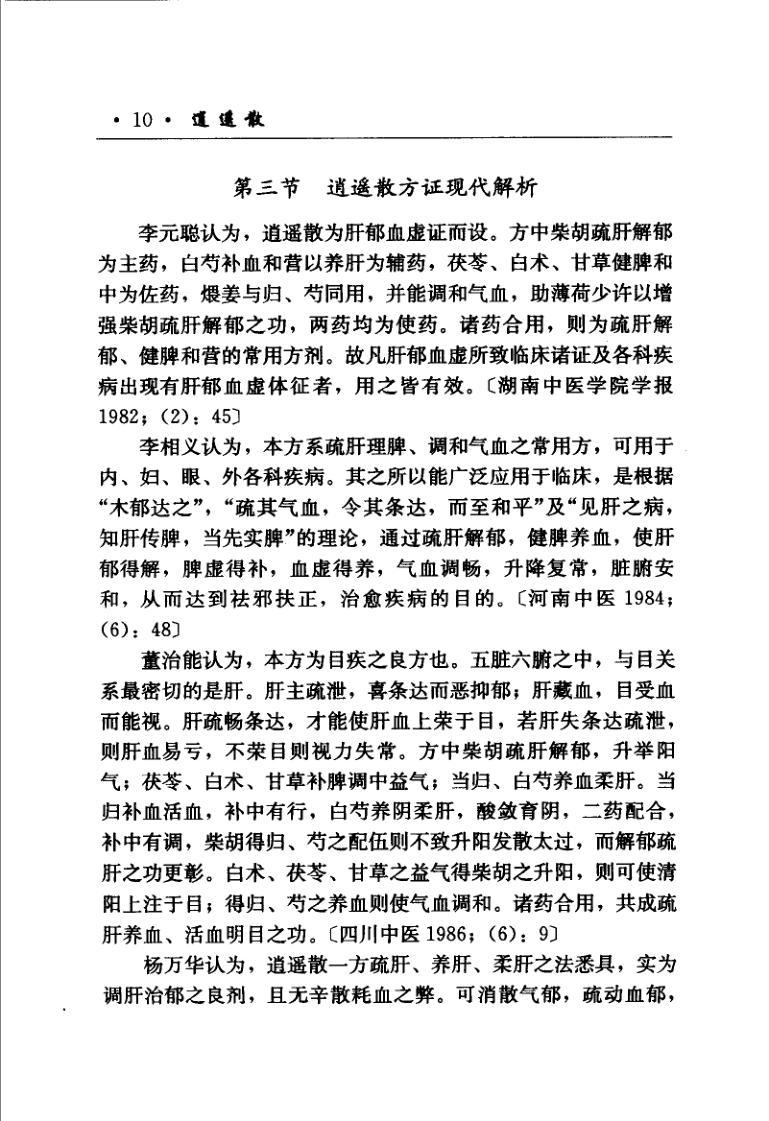 · 10 · 逍遥散
第三节 逍遥散方证现代解析
李元聪认为，逍遥散为肝郁血虚证而设。方中柴胡疏肝解郁
为主药，白芍补血和营以养肝为辅药，茯苓、白术、甘草健脾和
中为佐药，煨姜与归、芍同用，并能调和气血，助薄荷少许以增
强柴胡疏肝解郁之功，两药均为使药。诸药合用，则为疏肝解
郁、健脾和营的常用方剂。故凡肝郁血虚所致临床诸证及各科疾
病出现有肝郁血虚体征者，用之皆有效。〔湖南中医学院学报
1982；（2）：45〕
李相义认为，本方系疏肝理脾、调和气血之常用方，可用于
内、妇、眼、外各科疾病。其之所以能广泛应用于临床，是根据
“木郁达之”，“疏其气血，令其条达，而至和平”及“见肝之病，
知肝传脾，当先实脾”的理论，通过疏肝解郁，健脾养血，使肝
郁得解，脾虚得补，血虚得养，气血调畅，升降复常，脏腑安
和，从而达到祛邪扶正，治愈疾病的目的。〔河南中医 1984；
（6）：48〕
董治能认为，本方为目疾之良方也。五脏六腑之中，与目关
系最密切的是肝。肝主疏泄，喜条达而恶抑郁；肝藏血，目受血
而能视。肝疏畅条达，才能使肝血上荣于目，若肝失条达疏泄，
则肝血易亏，不荣目则视力失常。方中柴胡疏肝解郁，升举阳
气；茯苓、白术、甘草补脾调中益气；当归、白芍养血柔肝。当
归补血活血，补中有行，白芍养阴柔肝，酸敛育阴，二药配合，
补中有调，柴胡得归、芍之配伍则不致升阳发散太过，而解郁疏
肝之功更彰。白术、茯苓、甘草之益气得柴胡之升阳，则可使清
阳上注于目；得归、芍之养血则使气血调和。诸药合用，共成疏
肝养血、活血明目之功。〔四川中医 1986；（6）：9〕
杨万华认为，逍遥散一方疏肝、养肝、柔肝之法悉具，实为
调肝治郁之良剂，且无辛散耗血之弊。可消散气郁，疏动血郁，